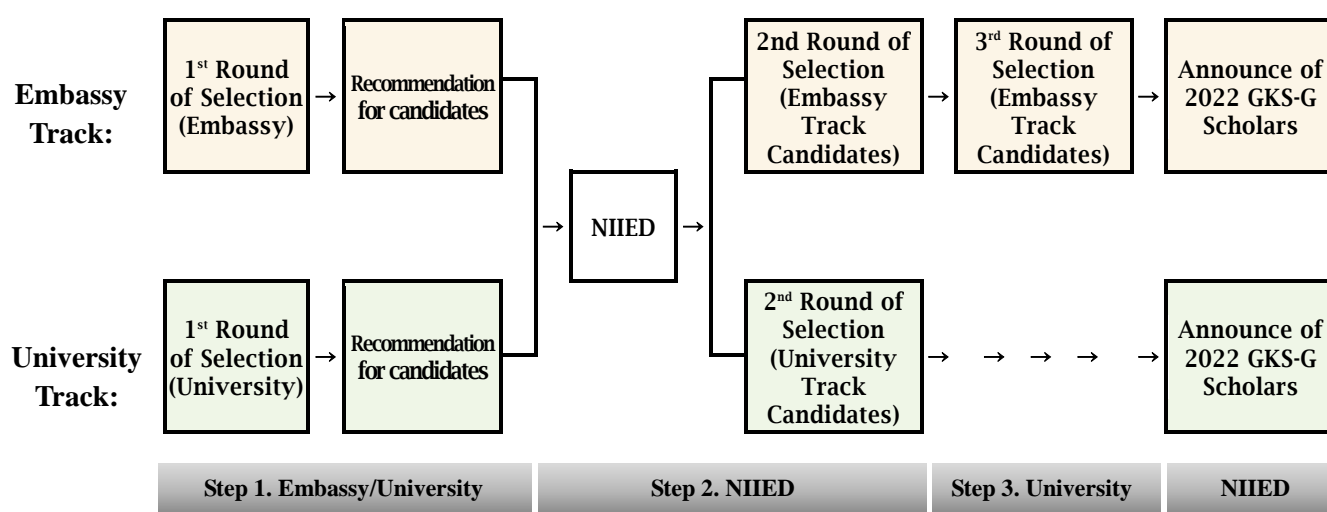 Embassy
Track:
1st Round
of Selection
(Embassy)
→
Recommendation
for candidates
2nd Round of
Selection
(Embassy
Track
Candidates)
→
3rd Round of
Selection
(Embassy
Track
Candidates)
→
Announce of
2022 GKS-G
Scholars
→
NIIED
→
University
Track:
1st Round
of Selection
(University)
→
Recommendation
for candidates
2nd Round of
Selection
(University
Track
Candidates)
→ → → → →
Announce of
2022 GKS-G
Scholars
Step 1. Embassy/University
Step 2. NIIED
Step 3. University
NIIED